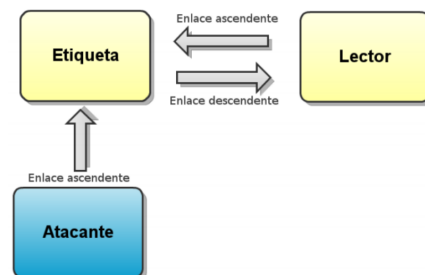 Enlace ascendente
Etiqueta
Lector
Enlace descendente
Enlace ascendente
Atacante